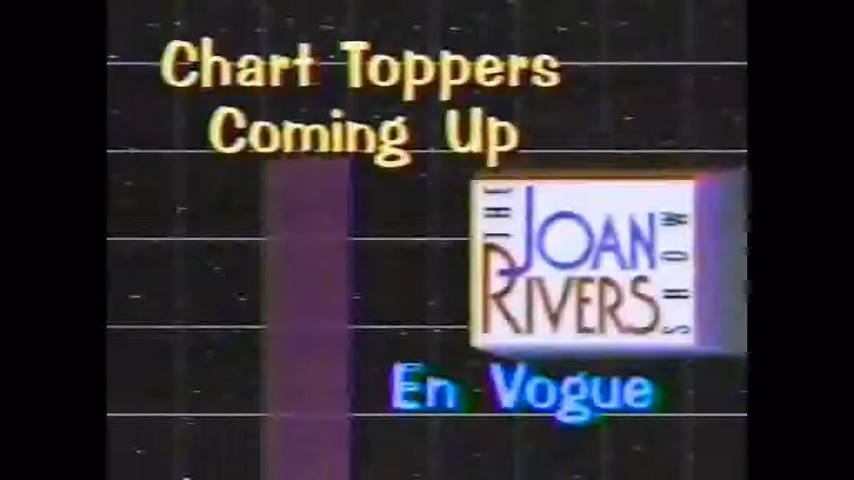 Chart Toppers
Coming Up
THE
JOAN
RIVERS
SHOW
En Vogue